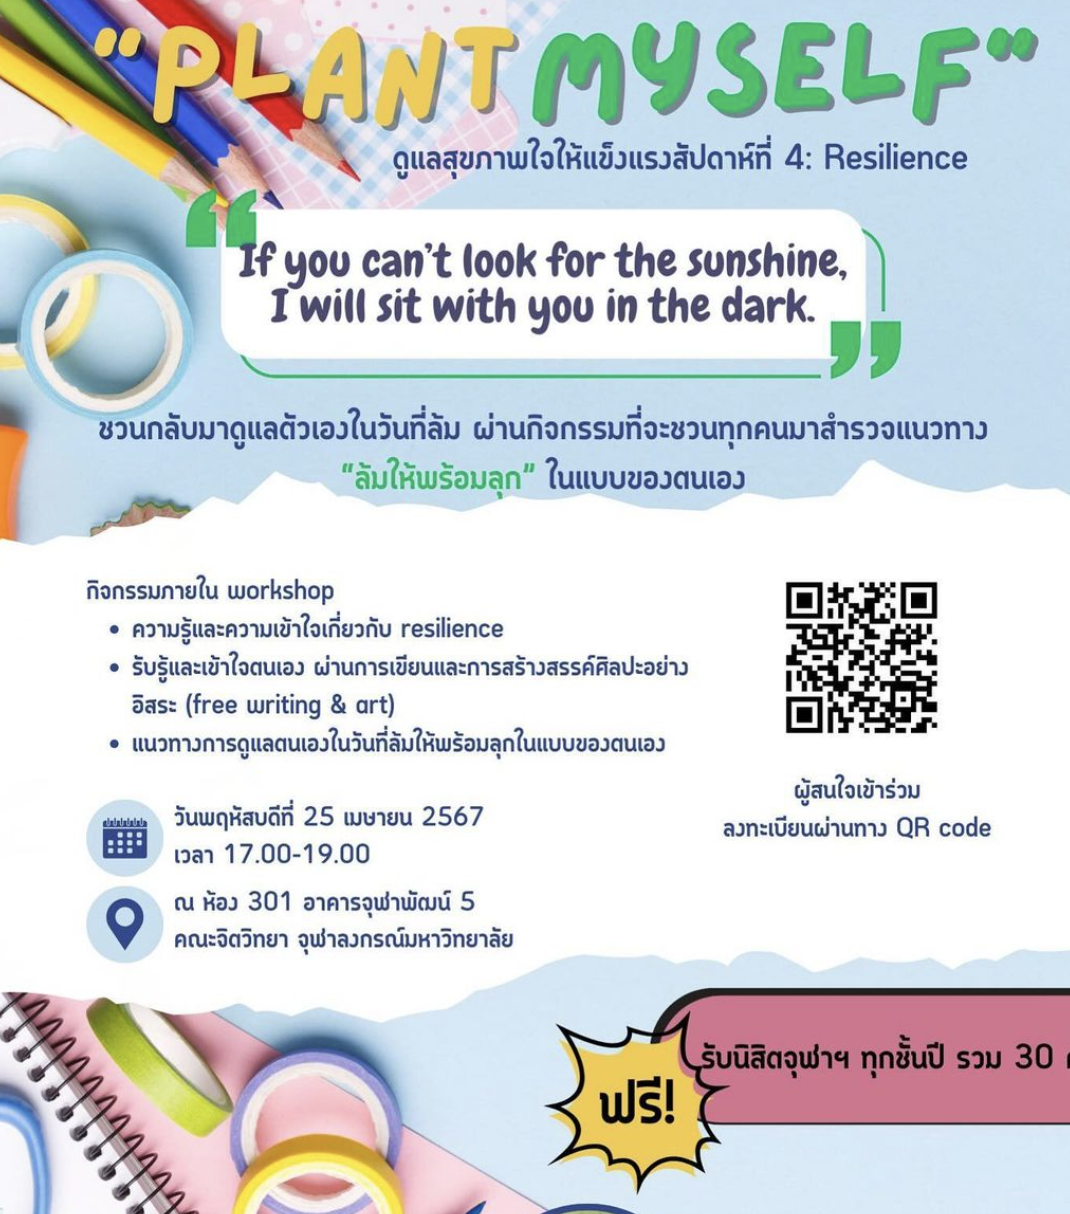 "PLANT MYSELF"
ดูแลสุขภาพใจให้แข็งแรงสัปดาห์ที่ 4: Resilience
“If you can't look for the sunshine,
I will sit with you in the dark.”
ชวนกลับมาดูแลตัวเองในวันที่ล้ม ผ่านกิจกรรมที่จะชวนทุกคนมาสำรวจแนวทาง
“ล้มให้พร้อมลุก” ในแบบของตนเอง
กิจกรรมภายใน workshop
• ความรู้และความเข้าใจเกี่ยวกับ resilience
• รับรู้และเข้าใจตนเอง ผ่านการเขียนและการสร้างสรรค์ศิลปะอย่าง
อิสระ (free writing & art)
• แนวทางการดูแลตนเองในวันที่ล้มให้พร้อมลุกในแบบของตนเอง
วันพฤหัสบดีที่ 25 เมษายน 2567
เวลา 17.00-19.00
ณ ห้อง 301 อาคารจุฬาพัฒน์ 5
คณะจิตวิทยา จุฬาลงกรณ์มหาวิทยาลัย
ผู้สนใจเข้าร่วม
ลงทะเบียนผ่านทาง QR code
รับนิสิตจุฬาฯ ทุกชั้นปี รวม 30
ฟรี!